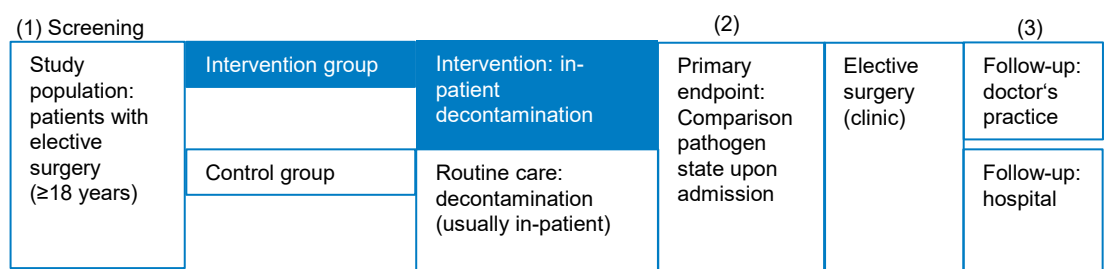 (1) Screening
(2)
(3)
Study
population:
patients with
elective
surgery
(≥18 years)
Intervention group
Control group
Intervention: in-
patient
decontamination
Routine care:
decontamination
(usually in-patient)
Primary
endpoint:
Comparison
pathogen
state upon
admission
Elective
surgery
(clinic)
Follow-up:
doctor‘s
practice
Follow-up:
hospital